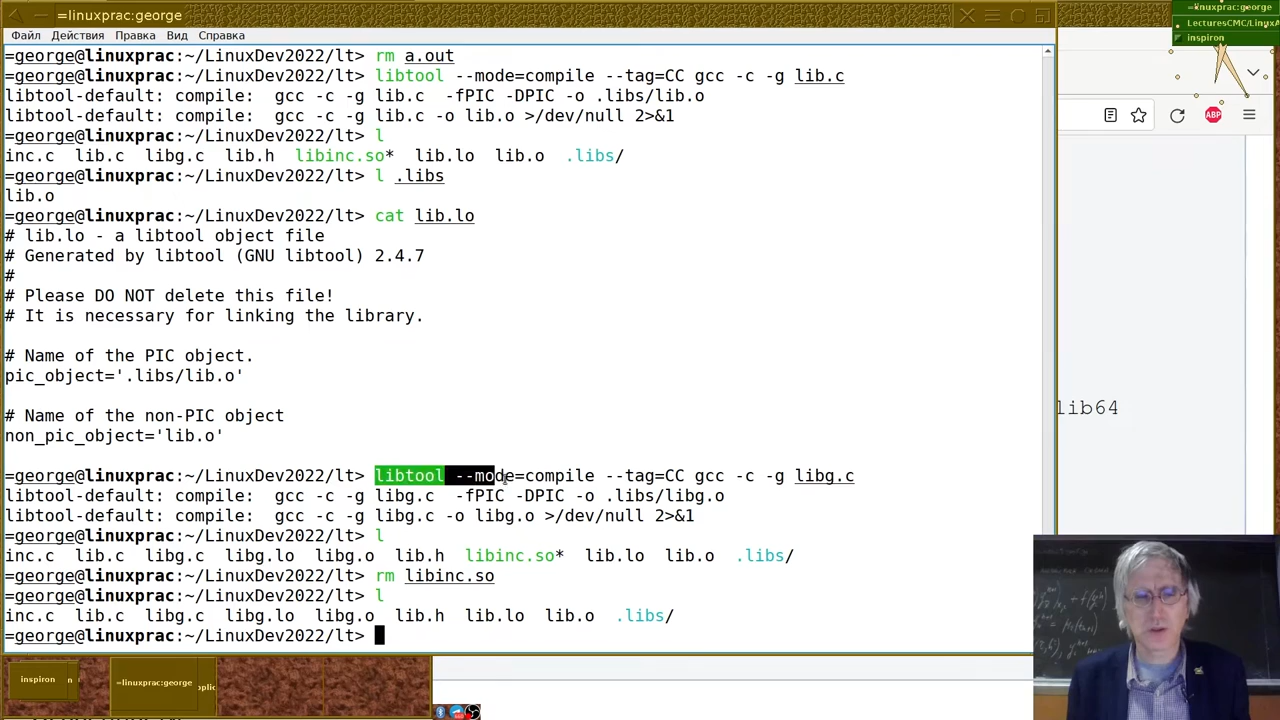 =linuxprac:george
=linuxprac:george
LecturesCMC/LinuxA
inspiron
Файл Действия Правка Вид Справка
=george@linuxprac:~/LinuxDev2022/lt> rm a.out
=george@linuxprac:~/LinuxDev2022/lt> libtool --mode=compile --tag=CC gcc -c -g lib.c
libtool-default: compile:  gcc -c -g lib.c  -fPIC -DPIC -o .libs/lib.o
libtool-default: compile:  gcc -c -g lib.c -o lib.o >/dev/null 2>&1
=george@linuxprac:~/LinuxDev2022/lt> l
inc.c  lib.c  libg.c  lib.h  libinc.so*  lib.lo  lib.o  .libs/
=george@linuxprac:~/LinuxDev2022/lt> l .libs
lib.o
=george@linuxprac:~/LinuxDev2022/lt> cat lib.lo
# lib.lo - a libtool object file
# Generated by libtool (GNU libtool) 2.4.7
#
# Please DO NOT delete this file!
# It is necessary for linking the library.
# Name of the PIC object.
pic_object='.libs/lib.o'
# Name of the non-PIC object
non_pic_object='lib.o'
=george@linuxprac:~/LinuxDev2022/lt> libtool --mode=compile --tag=CC gcc -c -g libg.c
libtool-default: compile:  gcc -c -g libg.c  -fPIC -DPIC -o .libs/libg.o
libtool-default: compile:  gcc -c -g libg.c -o libg.o >/dev/null 2>&1
=george@linuxprac:~/LinuxDev2022/lt> l
inc.c  lib.c  libg.c  libg.lo  libg.o  lib.h  libinc.so*  lib.lo  lib.o  .libs/
=george@linuxprac:~/LinuxDev2022/lt> rm libinc.so
=george@linuxprac:~/LinuxDev2022/lt> l
inc.c  lib.c  libg.c  libg.lo  libg.o  lib.h  lib.lo  lib.o  .libs/
=george@linuxprac:~/LinuxDev2022/lt>
ABP
lib64
inspiron n
=linuxprac:george
plic